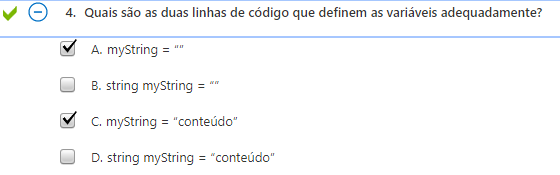 4. Quais são as duas linhas de código que definem as variáveis adequadamente?
A. myString = “”
B. string myString = “”
C. myString = “conteúdo”
D. string myString = “conteúdo”